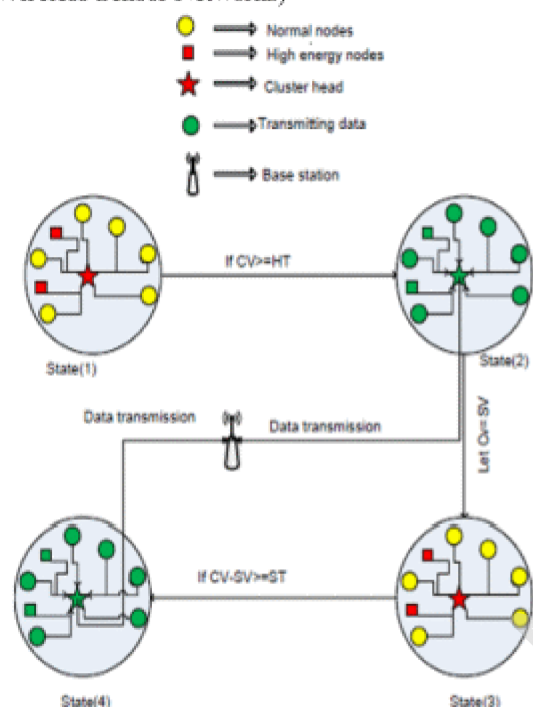 Normal nodes
High energy nodes
Cluster head
Transmitting data
Base station
If CV>=HT
State(1)
State(2)
Data transmission
Data transmission
Let Cv=SV
If CV-SV>=ST
State(4)
State(3)